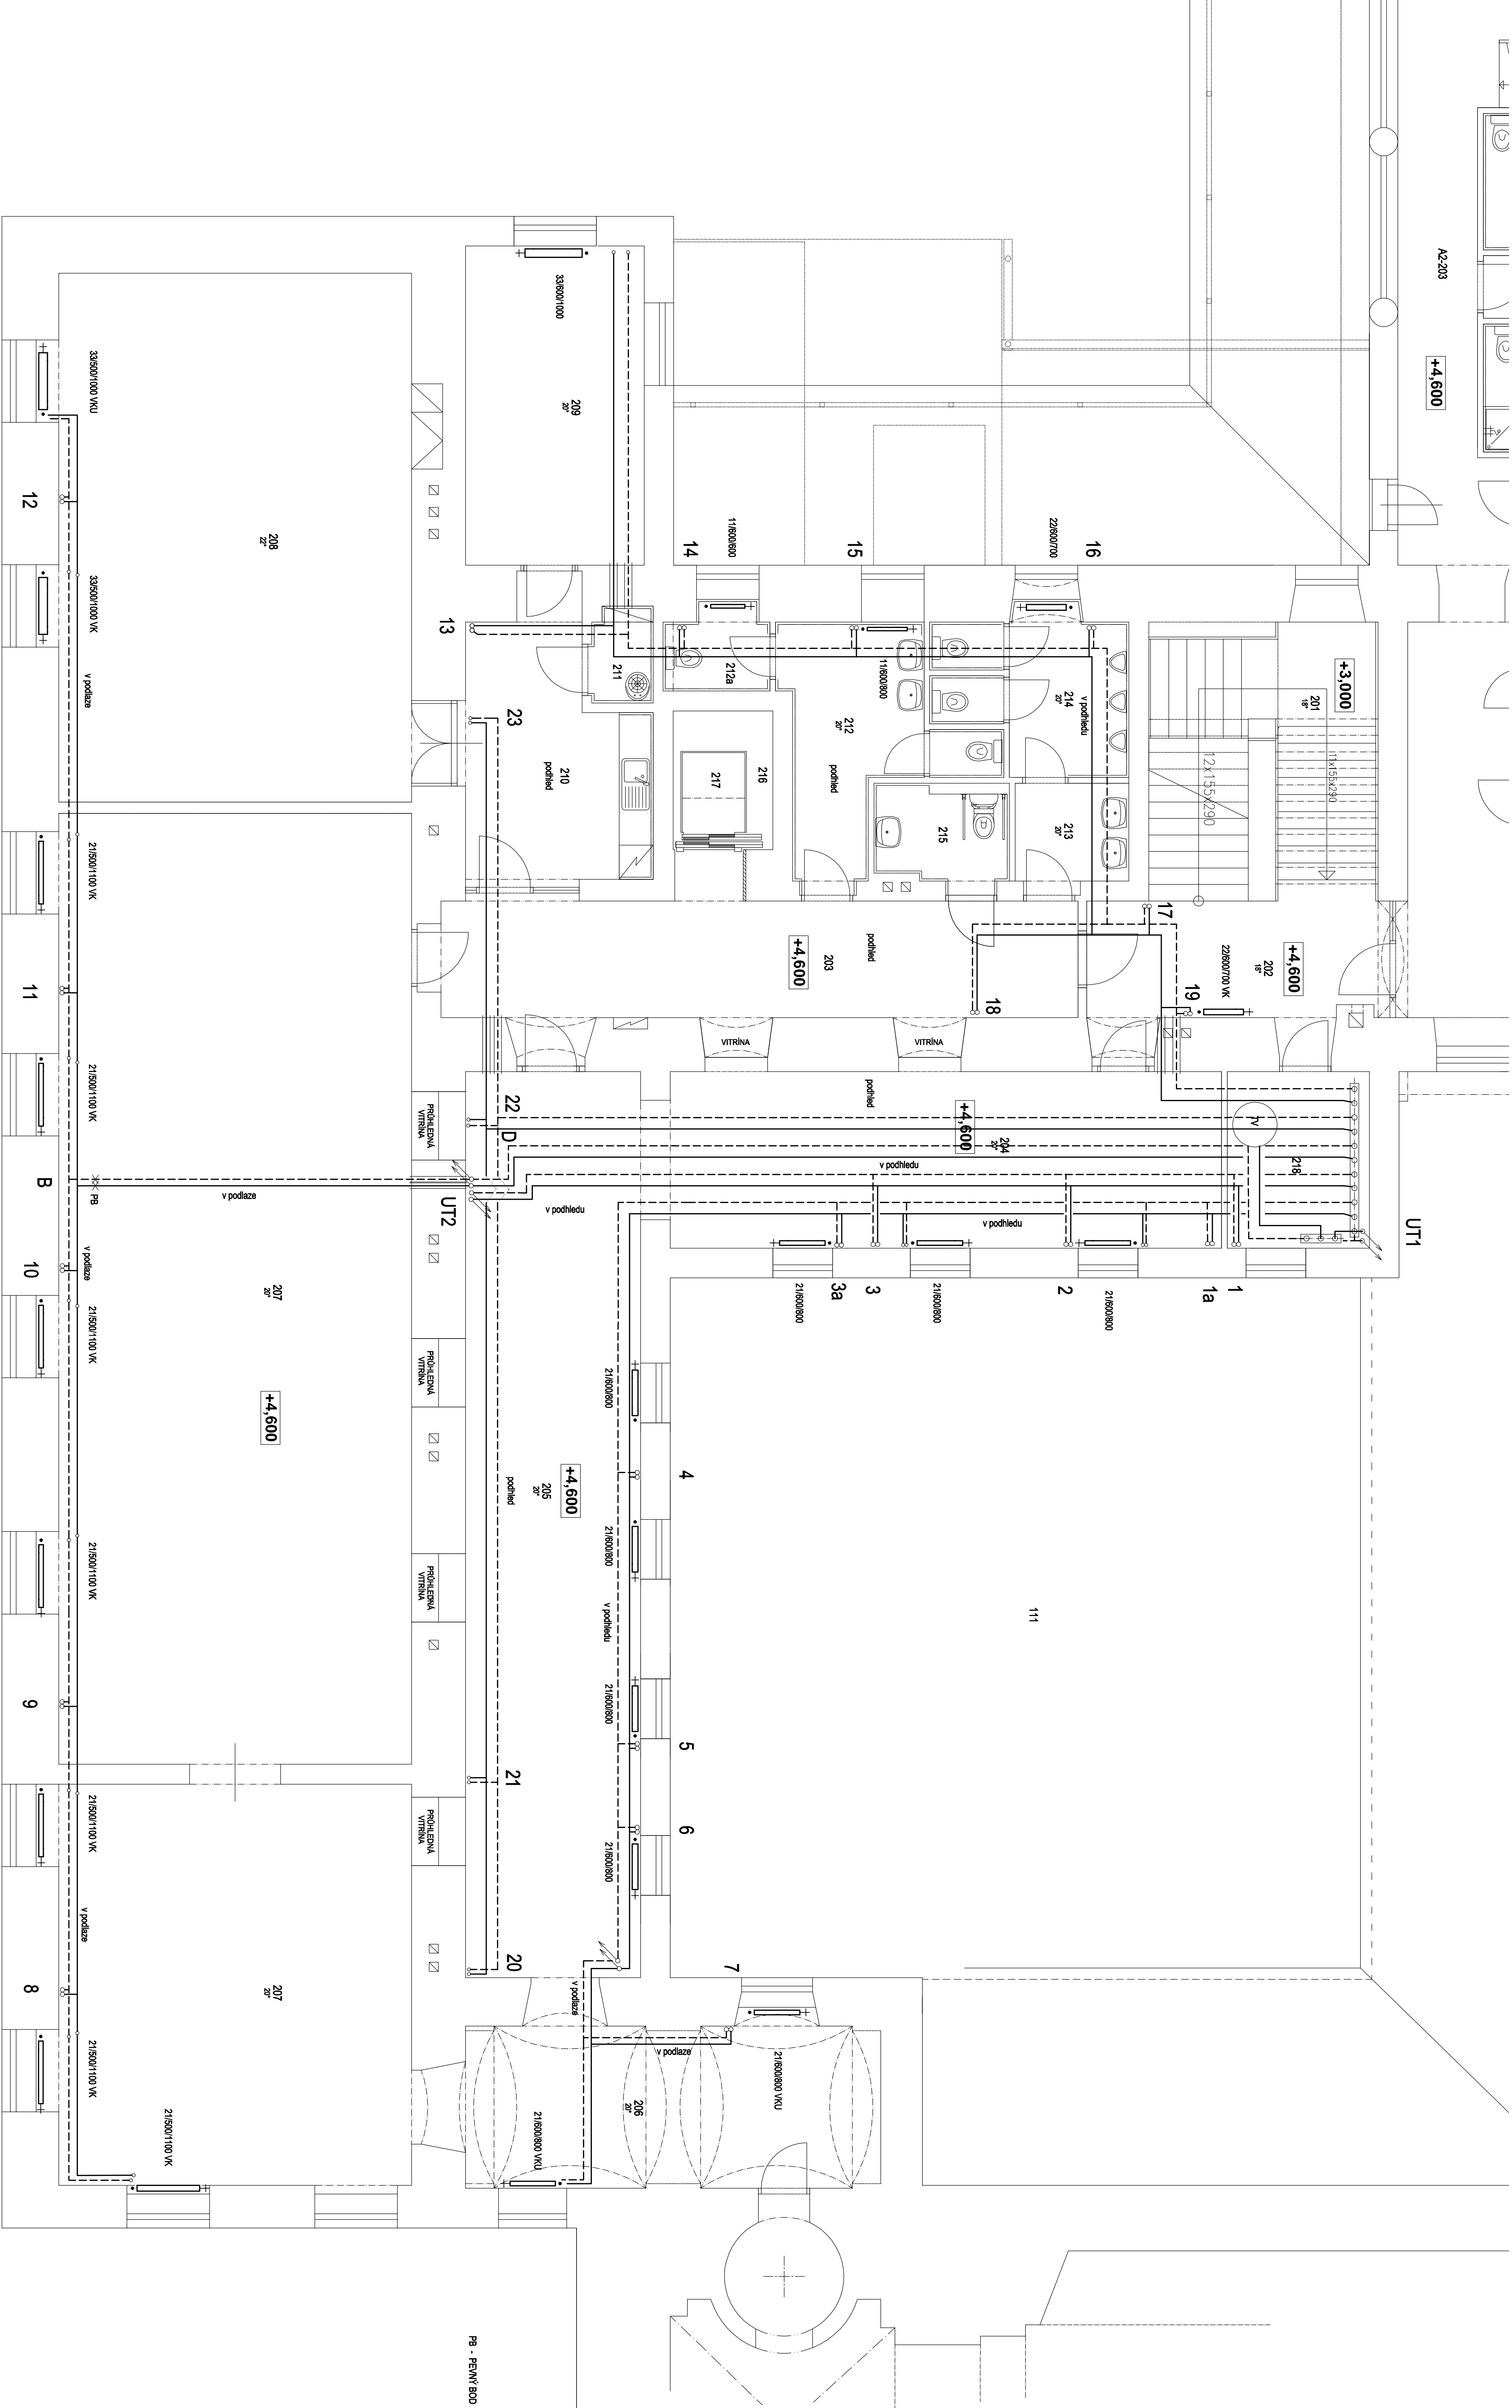 UT1
A2-203
+4,600
+3,000
11x155x290
201
18°
218
+4,600
202
18°
TV
1
22/600/700 VK
12x155x290
1a
19
17
21/600/800
16
v podhledu
214
20°
213
20°
2
22/600/700
111
204
20°
v podhledu
18
+4,600
215
21/600/800
VITRÍNA
v podhledu
11/600/800
3
podhled
podhled
15
212
20°
3a
podhled
203
21/600/800
+4,600
21/600/800 VKU
216
VITRÍNA
11/600/600
7
212a
217
14
4
5
6
v podlaze
206
20°
211
21/600/800
21/600/800
v podhledu
21/600/800
21/600/800
v podhledu
v podlaze
209
20°
+4,600
210
podhled
33/600/1000
205
20°
21/600/800 VKU
23
22
21
20
podhled
D
PB - PEVNÝ BOD
UT2
13
PRŮHLEDNÁ
VITRÍNA
PRŮHLEDNÁ
VITRÍNA
PRŮHLEDNÁ
VITRÍNA
PRŮHLEDNÁ
VITRÍNA
208
22°
207
20°
+4,600
207
20°
v podlaze
21/500/1100 VK
33/500/1000 VKU
33/500/1000 VK
21/500/1100 VK
21/500/1100 VK
PB
21/500/1100 VK
21/500/1100 VK
21/500/1100 VK
21/500/1100 VK
v podlaze
v podlaze
v podlaze
B
12
11
10
9
8